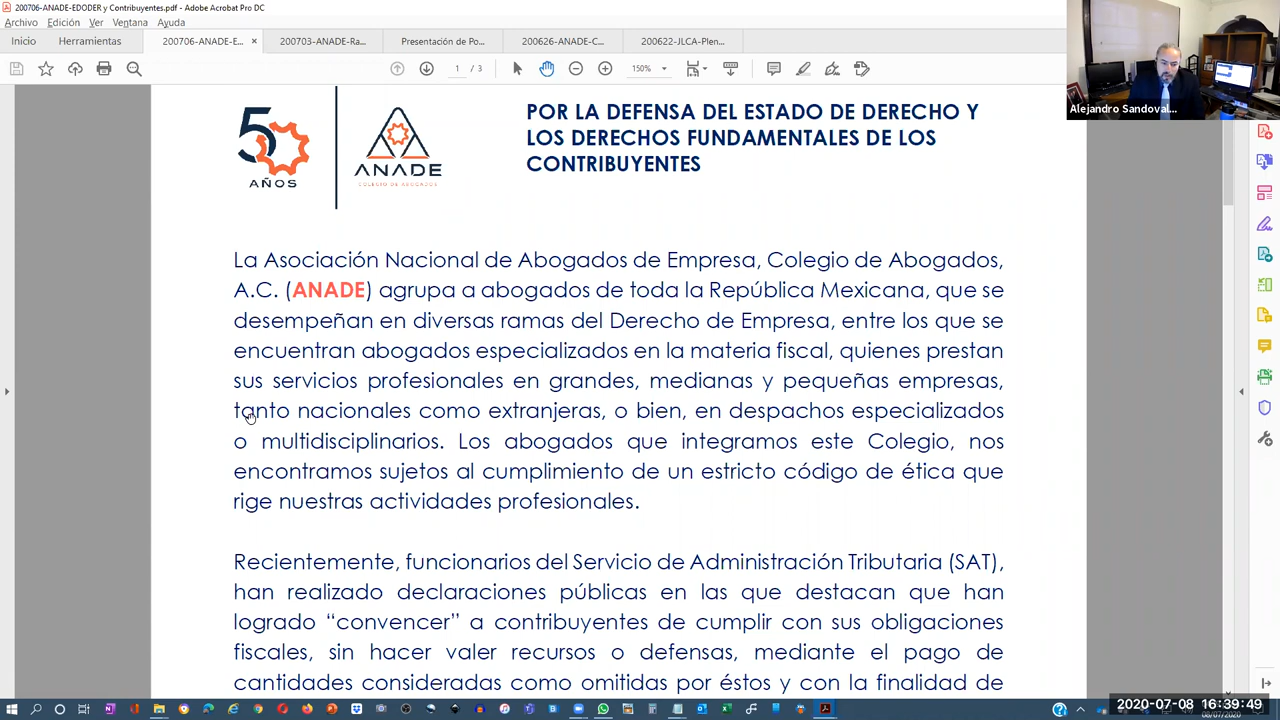 200706-ANADE-EDODER y Contribuyentes.pdf - Adobe Acrobat Pro DC
Archivo Edición Ver Ventana Ayuda
Inicio Herramientas 200706-ANADE-E... × 200703-ANADE-Ra... Presentación de Po... 200626-ANADE-C... 200622-JLCA-Plen...
1 / 3 150%
Alejandro Sandoval...
50
AÑOS
ANADE
COLEGIO DE ABOGADOS
POR LA DEFENSA DEL ESTADO DE DERECHO Y
LOS DERECHOS FUNDAMENTALES DE LOS
CONTRIBUYENTES
La Asociación Nacional de Abogados de Empresa, Colegio de Abogados,
A.C. (ANADE) agrupa a abogados de toda la República Mexicana, que se
desempeñan en diversas ramas del Derecho de Empresa, entre los que se
encuentran abogados especializados en la materia fiscal, quienes prestan
sus servicios profesionales en grandes, medianas y pequeñas empresas,
tanto nacionales como extranjeras, o bien, en despachos especializados
o multidisciplinarios. Los abogados que integramos este Colegio, nos
encontramos sujetos al cumplimiento de un estricto código de ética que
rige nuestras actividades profesionales.
Recientemente, funcionarios del Servicio de Administración Tributaria (SAT),
han realizado declaraciones públicas en las que destacan que han
logrado “convencer” a contribuyentes de cumplir con sus obligaciones
fiscales, sin hacer valer recursos o defensas, mediante el pago de
cantidades consideradas como omitidas por éstos y con la finalidad de
2020-07-08 16:39:49
08/07/2020